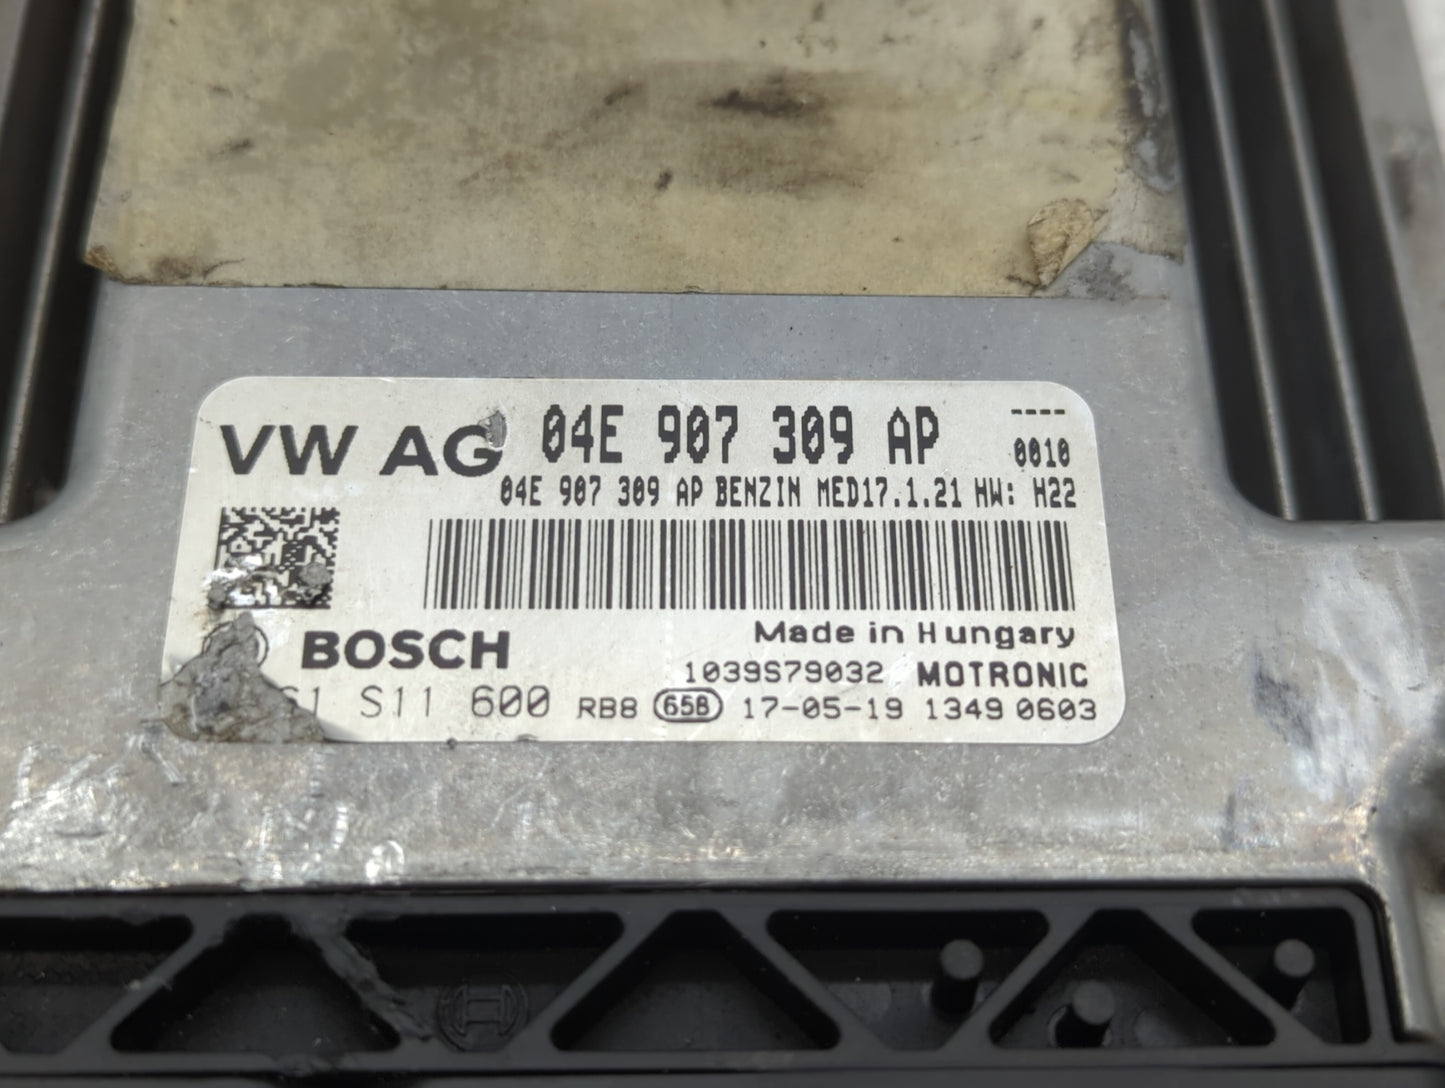 VW AG 04E 907 309 AP ----
0010
04E 907 309 AP BENZIN MED17.1.21 HW: H22
Made in Hungary
BOSCH
1039S79032 MOTRONIC
S11 600 RB8 65B 17-05-19 1349 0603